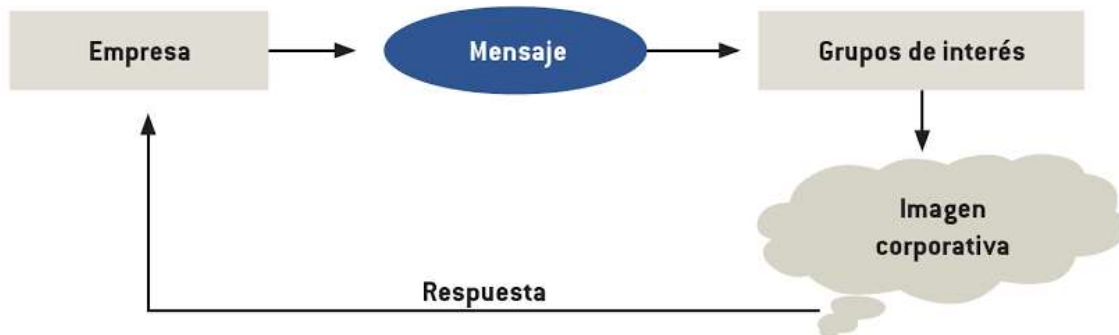 Empresa
Mensaje
Grupos de interés
Imagen
corporativa
Respuesta